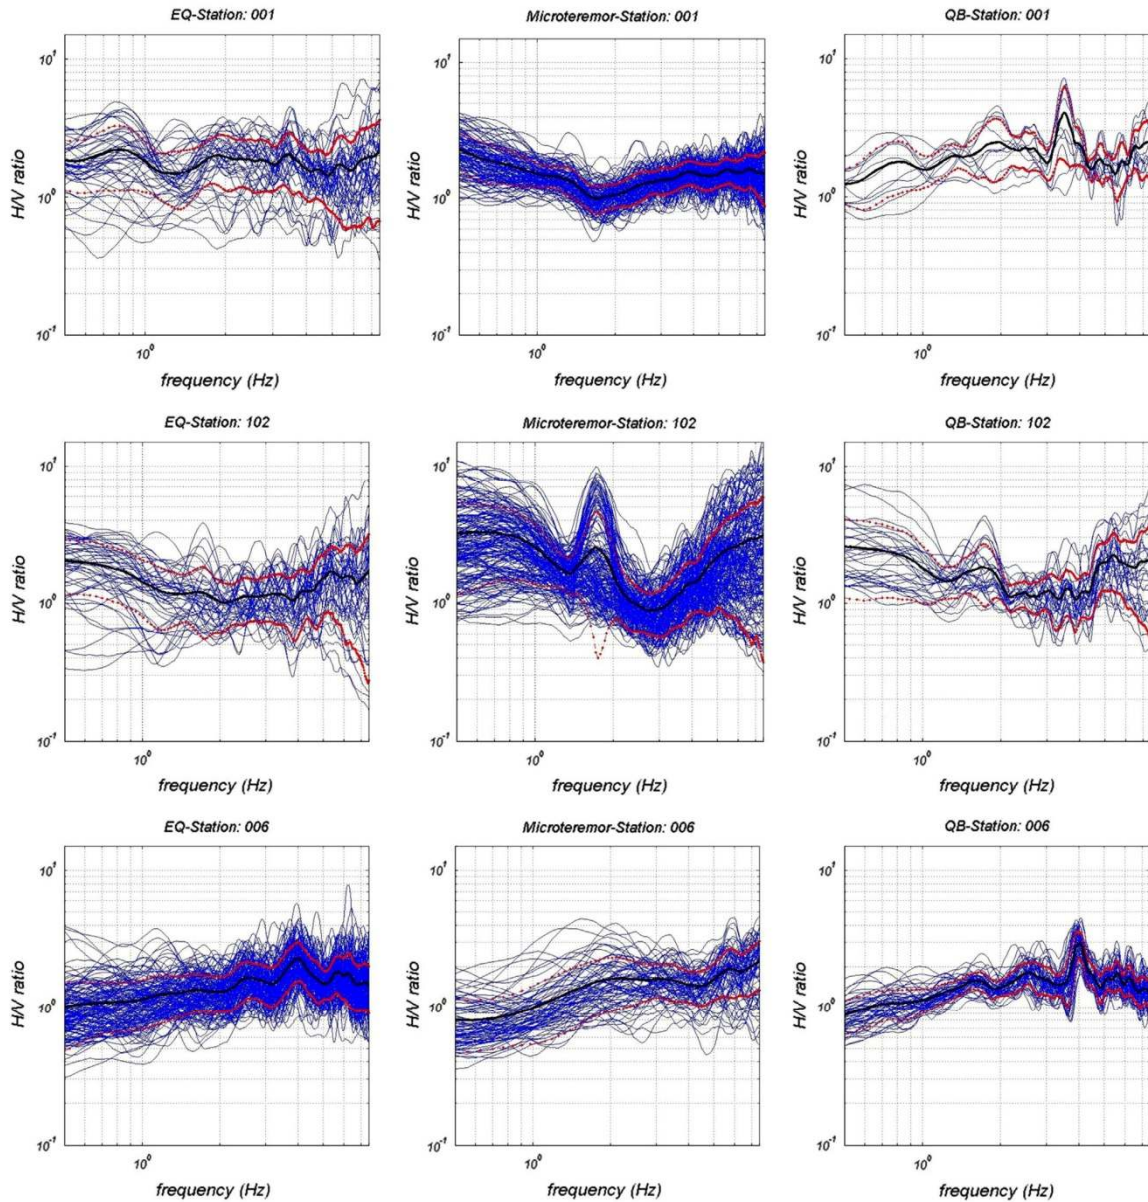 EQ-Station: 001
Microteremor-Station: 001
QB-Station: 001
10¹
10⁰
10⁻¹
H/V ratio
10⁰
frequency (Hz)
10¹
10⁰
10⁻¹
H/V ratio
10⁰
frequency (Hz)
10¹
10⁰
10⁻¹
H/V ratio
10⁰
frequency (Hz)
EQ-Station: 102
Microteremor-Station: 102
QB-Station: 102
10¹
10⁰
10⁻¹
H/V ratio
10⁰
frequency (Hz)
10¹
10⁰
10⁻¹
H/V ratio
10⁰
frequency (Hz)
10¹
10⁰
10⁻¹
H/V ratio
10⁰
frequency (Hz)
EQ-Station: 006
Microteremor-Station: 006
QB-Station: 006
10¹
10⁰
10⁻¹
H/V ratio
10⁰
frequency (Hz)
10¹
10⁰
10⁻¹
H/V ratio
10⁰
frequency (Hz)
10¹
10⁰
10⁻¹
H/V ratio
10⁰
frequency (Hz)